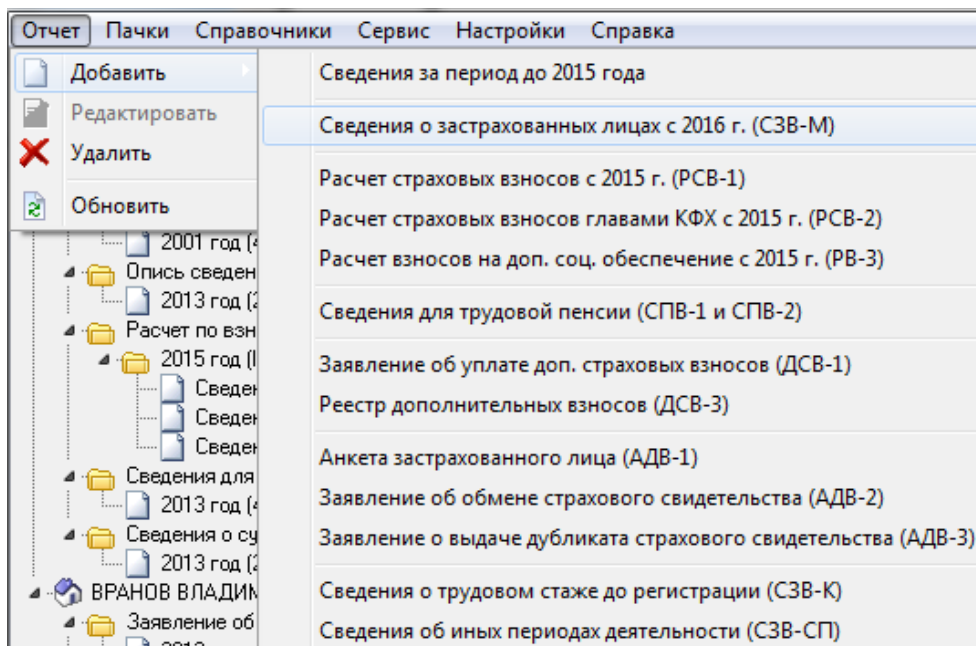 Отчет Пачки Справочники Сервис Настройки Справка
Добавить
Редактировать
Удалить
Обновить
Сведения за период до 2015 года
Сведения о застрахованных лицах с 2016 г. (СЗВ-М)
Расчет страховых взносов с 2015 г. (РСВ-1)
Расчет страховых взносов главами КФХ с 2015 г. (РСВ-2)
Расчет взносов на доп. соц. обеспечение с 2015 г. (РВ-3)
Сведения для трудовой пенсии (СПВ-1 и СПВ-2)
Заявление об уплате доп. страховых взносов (ДСВ-1)
Реестр дополнительных взносов (ДСВ-3)
Анкета застрахованного лица (АДВ-1)
Заявление об обмене страхового свидетельства (АДВ-2)
Заявление о выдаче дубликата страхового свидетельства (АДВ-3)
Сведения о трудовом стаже до регистрации (СЗВ-К)
Сведения об иных периодах деятельности (СЗВ-СП)
2001 год (
Опись сведен
2013 год (2
Расчет по взн
2015 год (I
Сведен
Сведен
Сведен
Сведения для
2013 год (
Сведения о су
2013 год (2
ВРАНОВ ВЛАДИМ
Заявление об